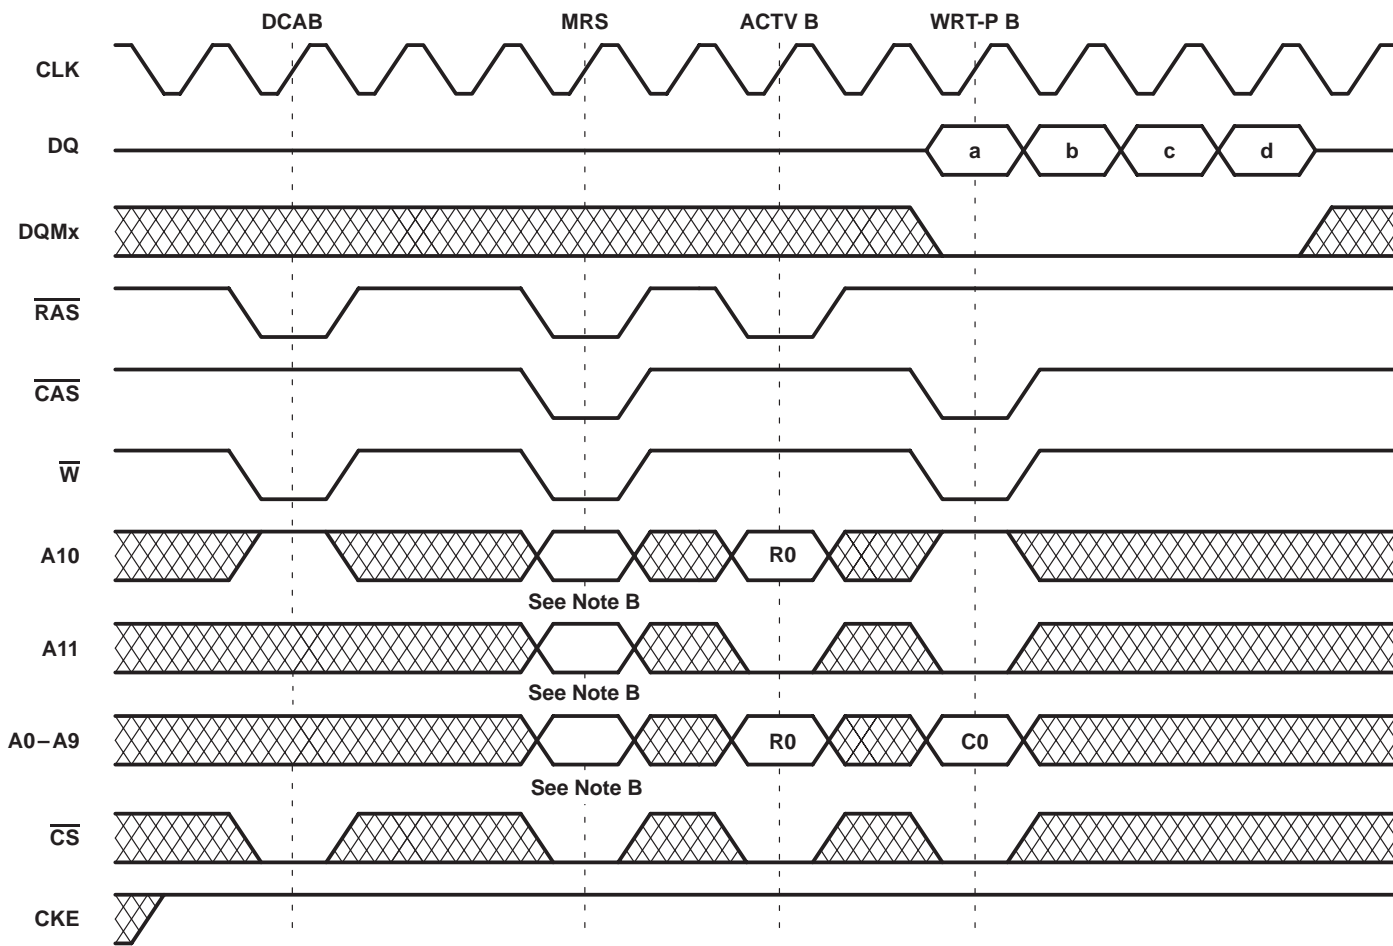 DCAB MRS ACTV B WRT-P B
CLK
DQ a b c d
DQMx
RAS
CAS
W
A10 R0
See Note B
A11
See Note B
A0–A9 R0 C0
See Note B
CS
CKE